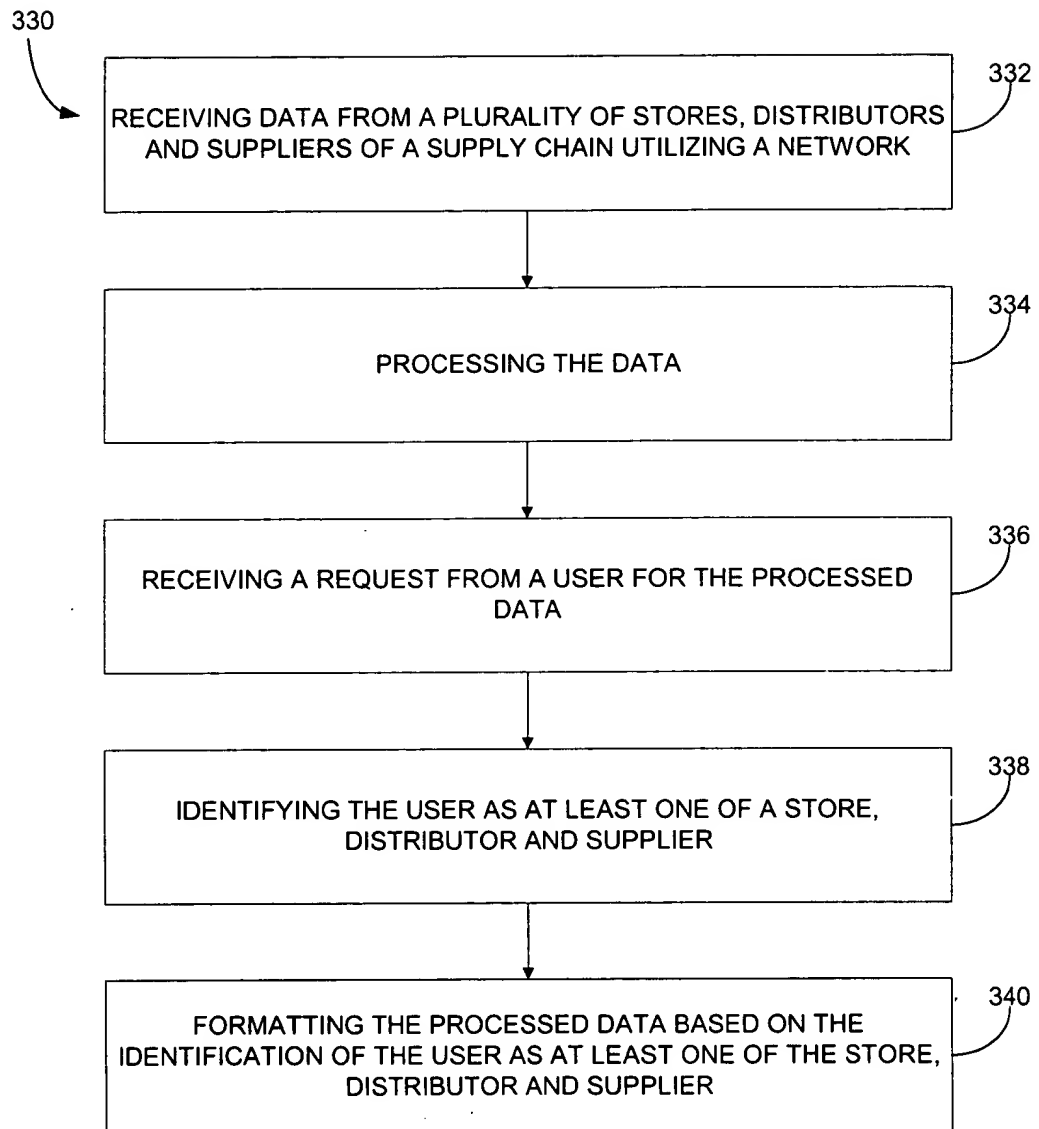 330
332
RECEIVING DATA FROM A PLURALITY OF STORES, DISTRIBUTORS
AND SUPPLIERS OF A SUPPLY CHAIN UTILIZING A NETWORK
334
PROCESSING THE DATA
336
RECEIVING A REQUEST FROM A USER FOR THE PROCESSED
DATA
338
IDENTIFYING THE USER AS AT LEAST ONE OF A STORE,
DISTRIBUTOR AND SUPPLIER
340
FORMATTING THE PROCESSED DATA BASED ON THE
IDENTIFICATION OF THE USER AS AT LEAST ONE OF THE STORE,
DISTRIBUTOR AND SUPPLIER